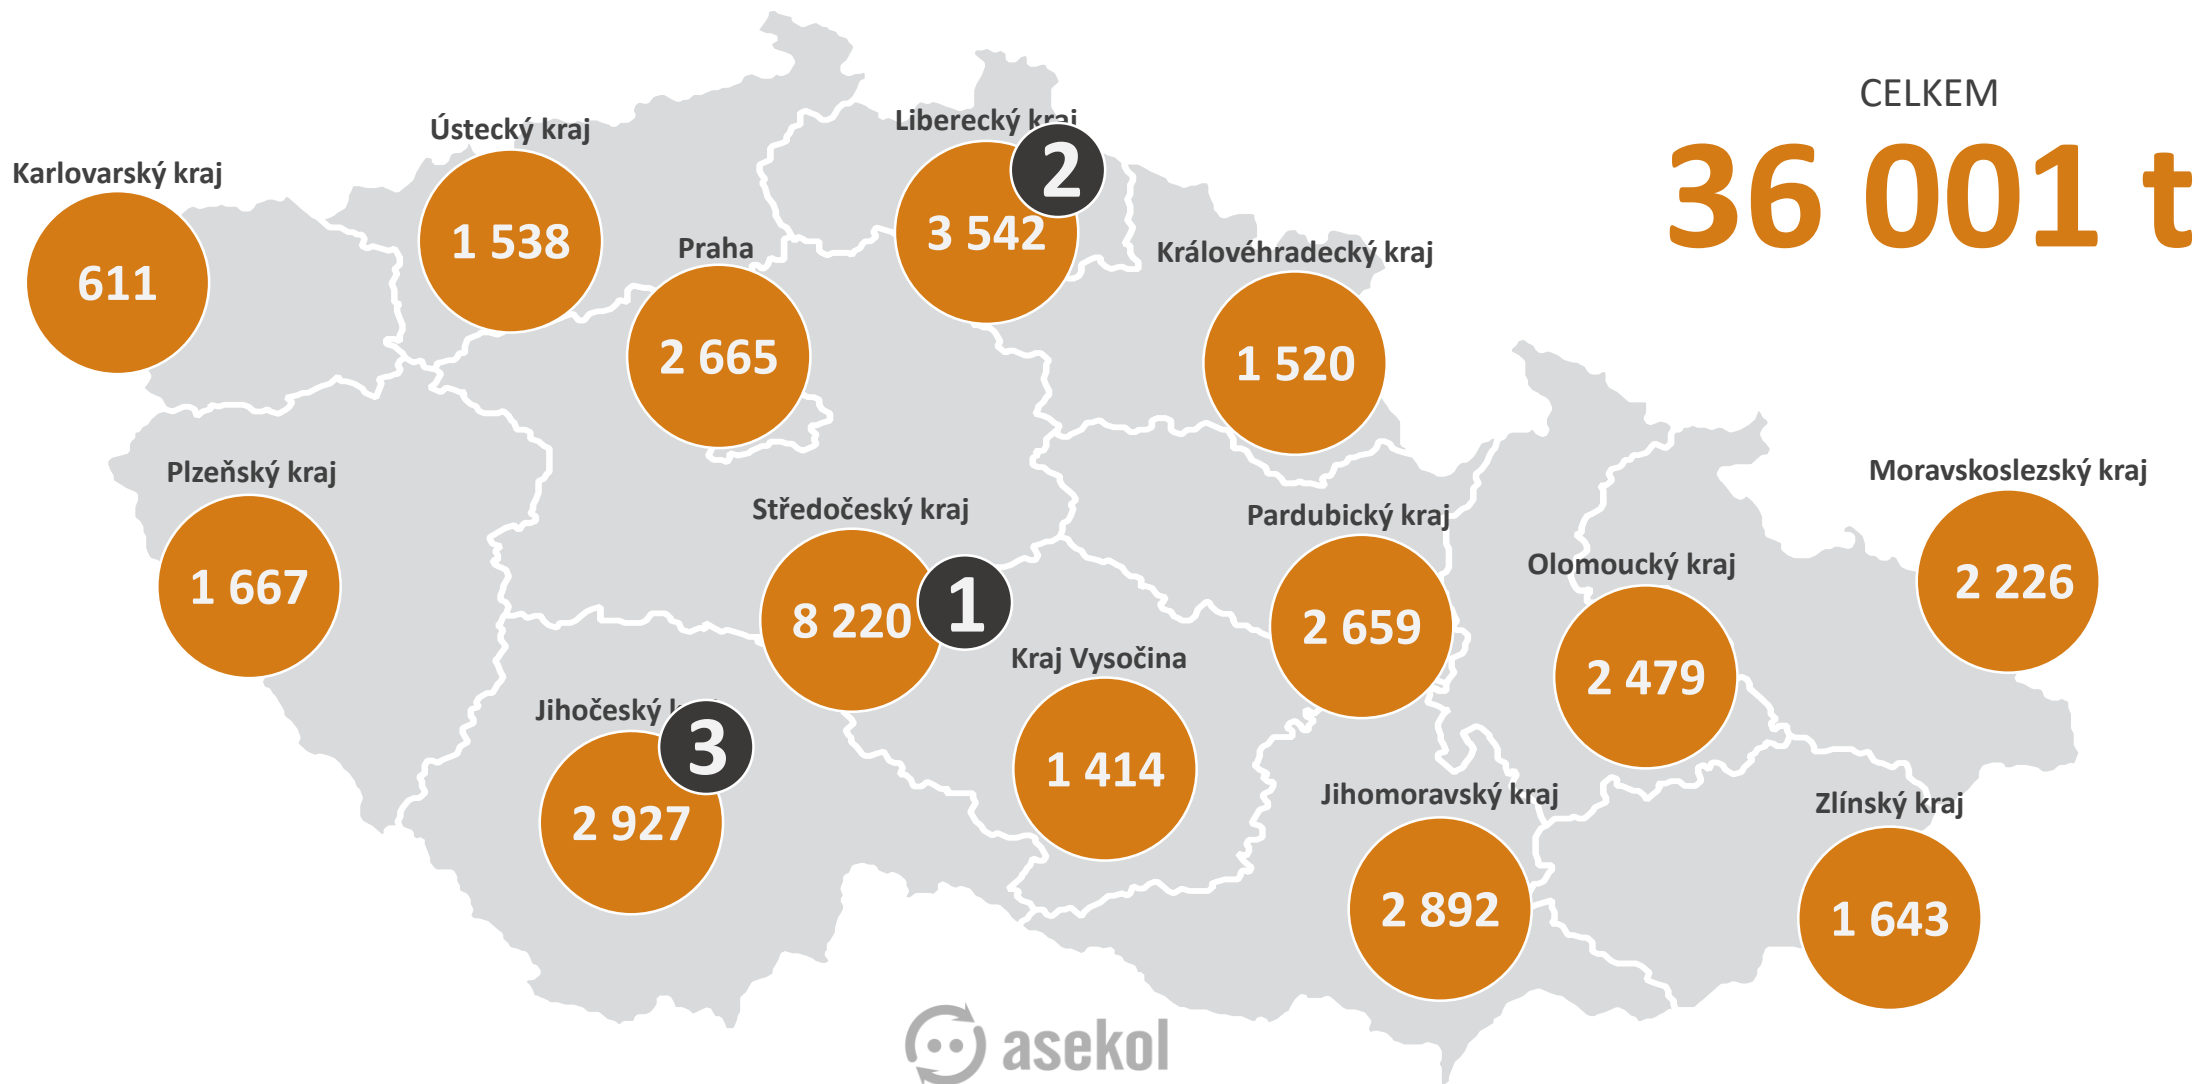 CELKEM
36 001 t
Karlovarský kraj
611
Ústecký kraj
1 538
Liberecký kraj
2
3 542
Praha
2 665
Královéhradecký kraj
1 520
Plzeňský kraj
1 667
Středočeský kraj
8 220
1
Pardubický kraj
2 659
Olomoucký kraj
2 479
Moravskoslezský kraj
2 226
Kraj Vysočina
1 414
Jihočeský
3
2 927
Jihomoravský kraj
2 892
Zlínský kraj
1 643
asekol